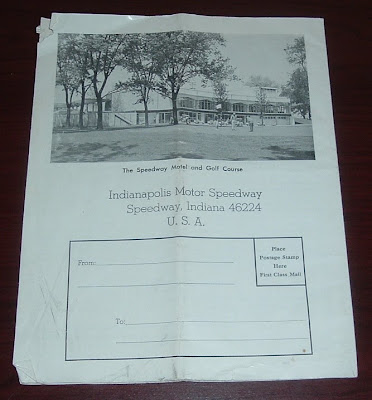 The Speedway Motel and Golf Course
Indianapolis Motor Speedway
Speedway, Indiana 46224
U. S. A.
Place
Postage Stamp
Here
First Class Mail
From:
To: